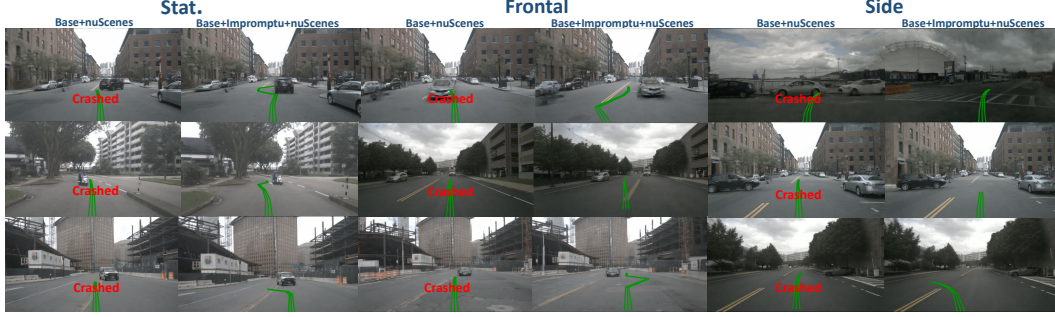 Stat.
Frontal
Side
Base+nuScenes
Base+Impromptu+nuScenes
Base+nuScenes
Base+Impromptu+nuScenes
Base+nuScenes
Base+Impromptu+nuScenes
Crashed
Crashed
Crashed
Crashed
Crashed
Crashed
Crashed
Crashed
Crashed